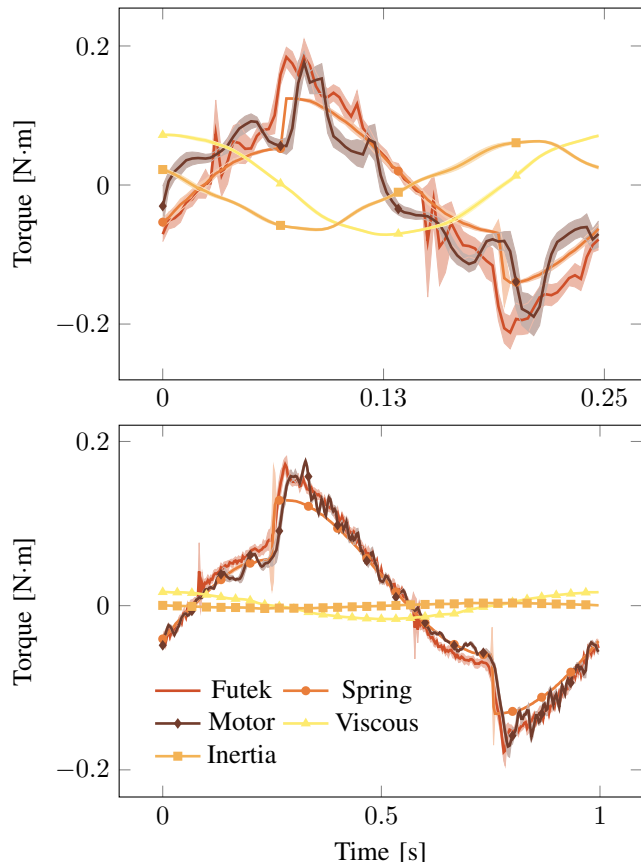 0.2
0
−0.2
Torque [N·m]
0 0.13 0.25
0.2
0
−0.2
Torque [N·m]
Futek Spring
Motor Viscous
Inertia
0 0.5 1
Time [s]